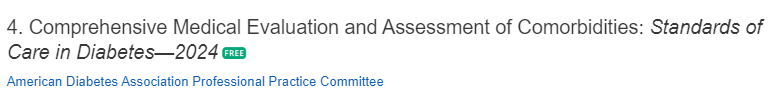 4. Comprehensive Medical Evaluation and Assessment of Comorbidities: Standards of
Care in Diabetes—2024 FREE
American Diabetes Association Professional Practice Committee